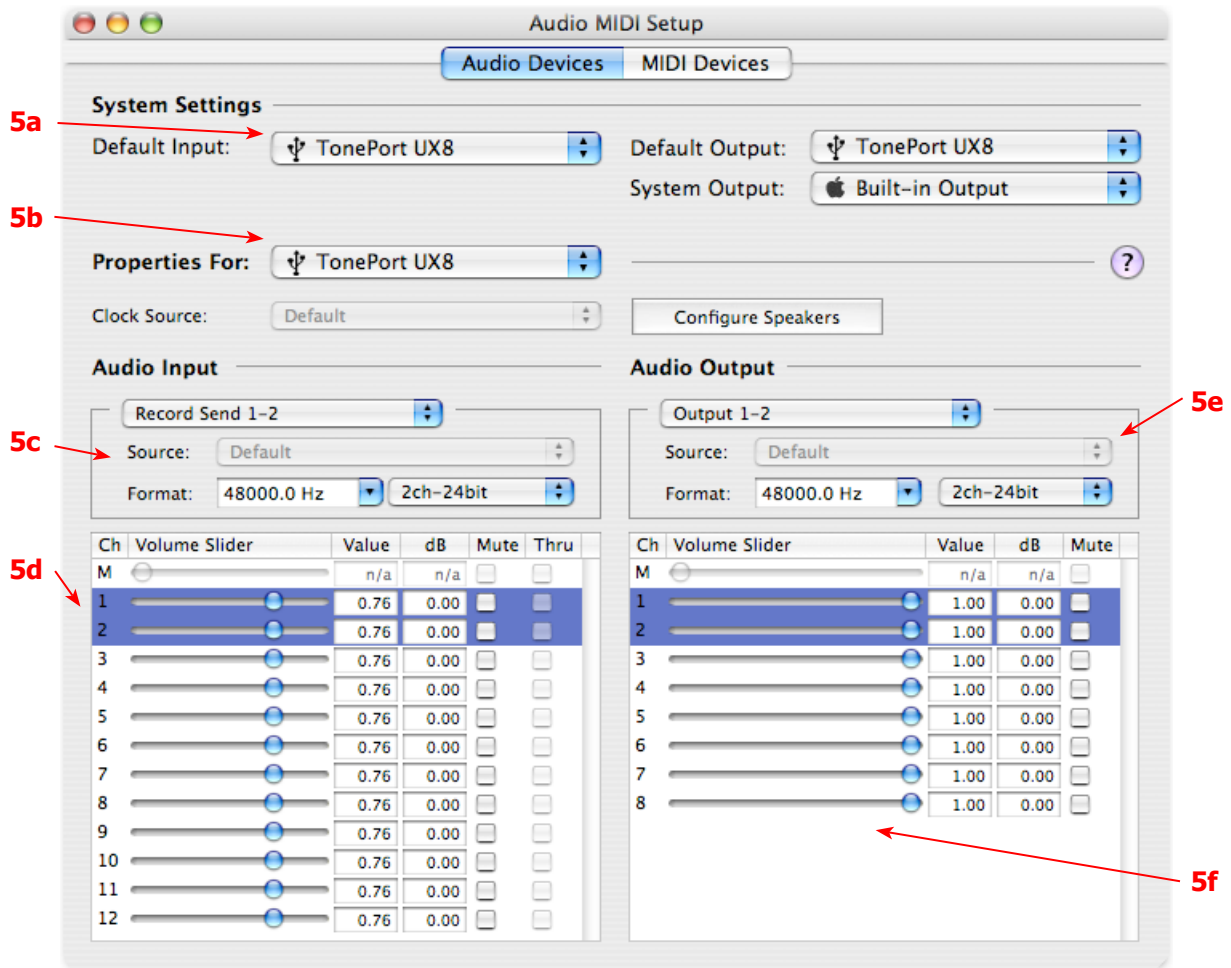 Audio MIDI Setup
Audio Devices MIDI Devices
System Settings
5a
Default Input: TonePort UX8 Default Output: TonePort UX8
System Output: Built-in Output
5b
Properties For: TonePort UX8 ?
Clock Source: Default Configure Speakers
Audio Input Audio Output
Record Send 1-2 Output 1-2
5e
5c
Source: Default Source: Default
Format: 48000.0 Hz 2ch-24bit Format: 48000.0 Hz 2ch-24bit
Ch Volume Slider Value dB Mute Thru Ch Volume Slider Value dB Mute
5d
M n/a n/a M n/a n/a
1 0.76 0.00 1 1.00 0.00
2 0.76 0.00 2 1.00 0.00
3 0.76 0.00 3 1.00 0.00
4 0.76 0.00 4 1.00 0.00
5 0.76 0.00 5 1.00 0.00
6 0.76 0.00 6 1.00 0.00
7 0.76 0.00 7 1.00 0.00
8 0.76 0.00 8 1.00 0.00
9 0.76 0.00
10 0.76 0.00
11 0.76 0.00
5f
12 0.76 0.00